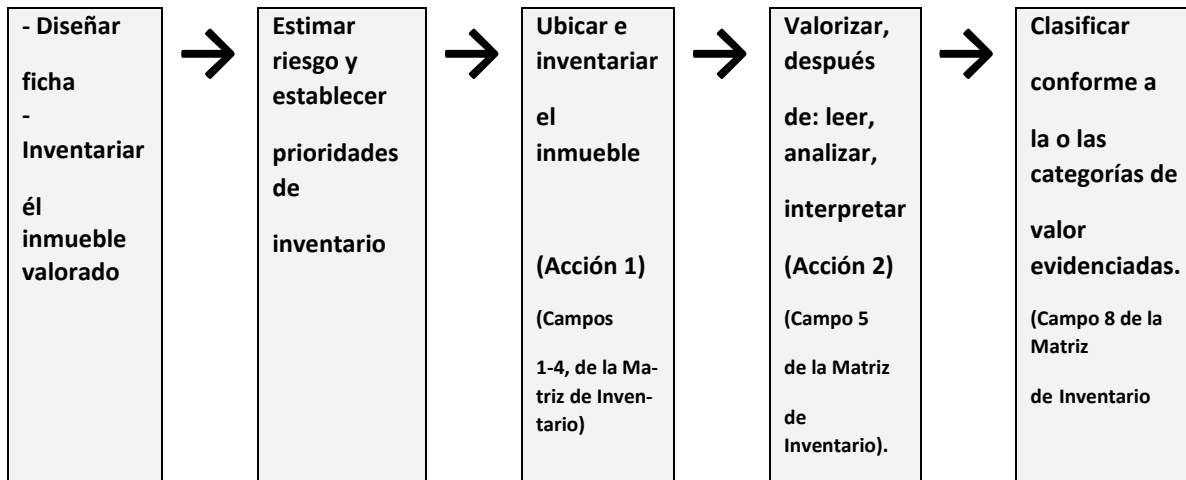 - Diseñar
ficha
-
Inventariar
él
inmueble
valorado
Estimar
riesgo y
establecer
prioridades
de
inventario
Ubicar e
inventariar
el
inmueble
(Acción 1)
(Campos
1-4, de la Ma-
triz de Inven-
tario)
Valorizar,
después
de: leer,
analizar,
interpretar
(Acción 2)
(Campo 5
de la Matriz
de
Inventario).
Clasificar
conforme a
la o las
categorías de
valor
evidenciadas.
(Campo 8 de la
Matriz
de Inventario